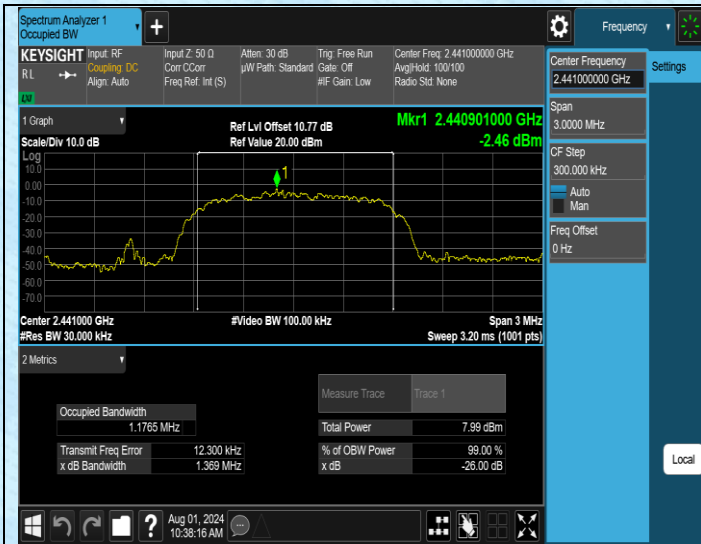 Spectrum Analyzer 1
Occupied BW
Frequency
KEYSIGHT
RL
LXI
Input: RF
Coupling: DC
Align: Auto
Input Z: 50 Ω
Corr CCorr
Freq Ref: Int (S)
Atten: 30 dB
µW Path: Standard
Trig: Free Run
Gate: Off
#IF Gain: Low
Center Freq: 2.441000000 GHz
Avg|Hold: 100/100
Radio Std: None
Center Frequency
2.441000000 GHz
Settings
Span
3.0000 MHz
CF Step
300.000 kHz
Auto
Man
Freq Offset
0 Hz
1 Graph
Scale/Div 10.0 dB
Ref Lvl Offset 10.77 dB
Ref Value 20.00 dBm
Mkr1 2.440901000 GHz
-2.46 dBm
Log
10.0
0.00
-10.0
-20.0
-30.0
-40.0
-50.0
-60.0
-70.0
1
Center 2.441000 GHz
#Res BW 30.000 kHz
#Video BW 100.00 kHz
Span 3 MHz
Sweep 3.20 ms (1001 pts)
2 Metrics
Measure Trace Trace 1
Occupied Bandwidth
1.1765 MHz
Total Power 7.99 dBm
Transmit Freq Error 12.300 kHz
% of OBW Power 99.00 %
x dB Bandwidth 1.369 MHz
x dB -26.00 dB
Local
Aug 01, 2024
10:38:16 AM